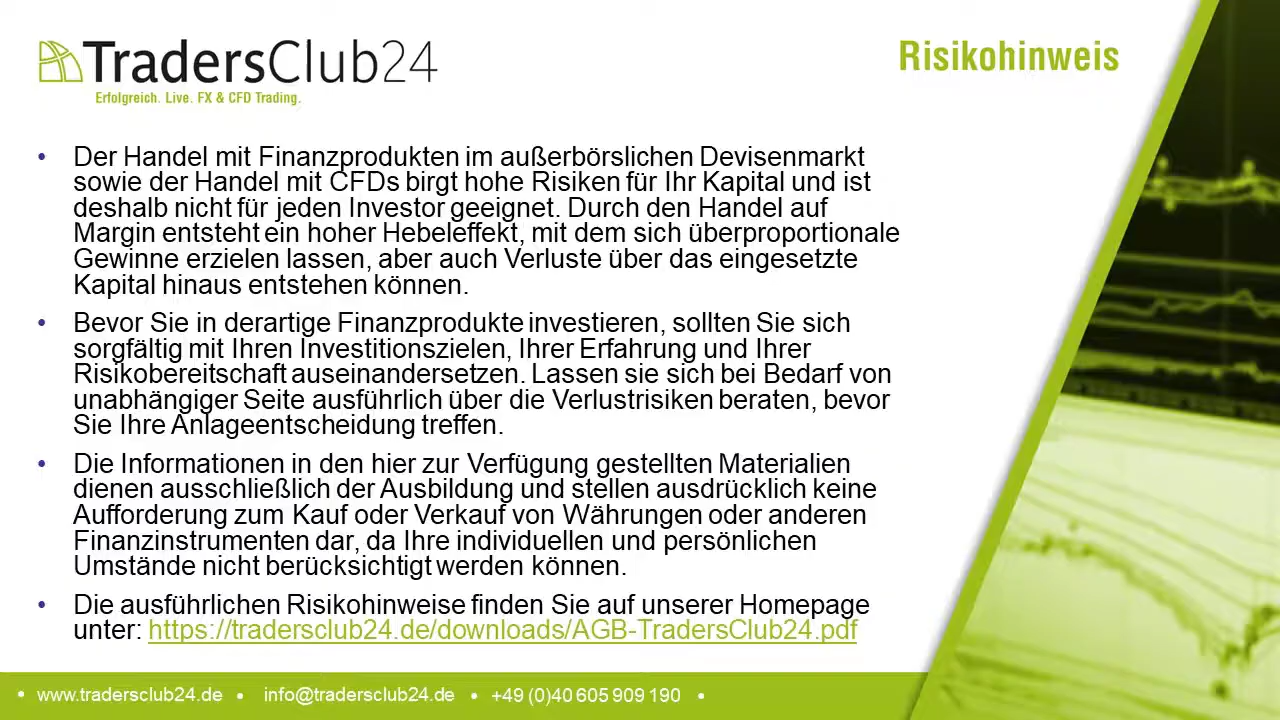 TradersClub24
Erfolgreich. Live. FX & CFD Trading.
Risikohinweis
• Der Handel mit Finanzprodukten im außerbörslichen Devisenmarkt
sowie der Handel mit CFDs birgt hohe Risiken für Ihr Kapital und ist
deshalb nicht für jeden Investor geeignet. Durch den Handel auf
Margin entsteht ein hoher Hebeleffekt, mit dem sich überproportionale
Gewinne erzielen lassen, aber auch Verluste über das eingesetzte
Kapital hinaus entstehen können.
• Bevor Sie in derartige Finanzprodukte investieren, sollten Sie sich
sorgfältig mit Ihren Investitionszielen, Ihrer Erfahrung und Ihrer
Risikobereitschaft auseinandersetzen. Lassen sie sich bei Bedarf von
unabhängiger Seite ausführlich über die Verlustrisiken beraten, bevor
Sie Ihre Anlageentscheidung treffen.
• Die Informationen in den hier zur Verfügung gestellten Materialien
dienen ausschließlich der Ausbildung und stellen ausdrücklich keine
Aufforderung zum Kauf oder Verkauf von Währungen oder anderen
Finanzinstrumenten dar, da Ihre individuellen und persönlichen
Umstände nicht berücksichtigt werden können.
• Die ausführlichen Risikohinweise finden Sie auf unserer Homepage
unter: https://tradersclub24.de/downloads/AGB-TradersClub24.pdf
• www.tradersclub24.de • info@tradersclub24.de • +49 (0)40 605 909 190 •